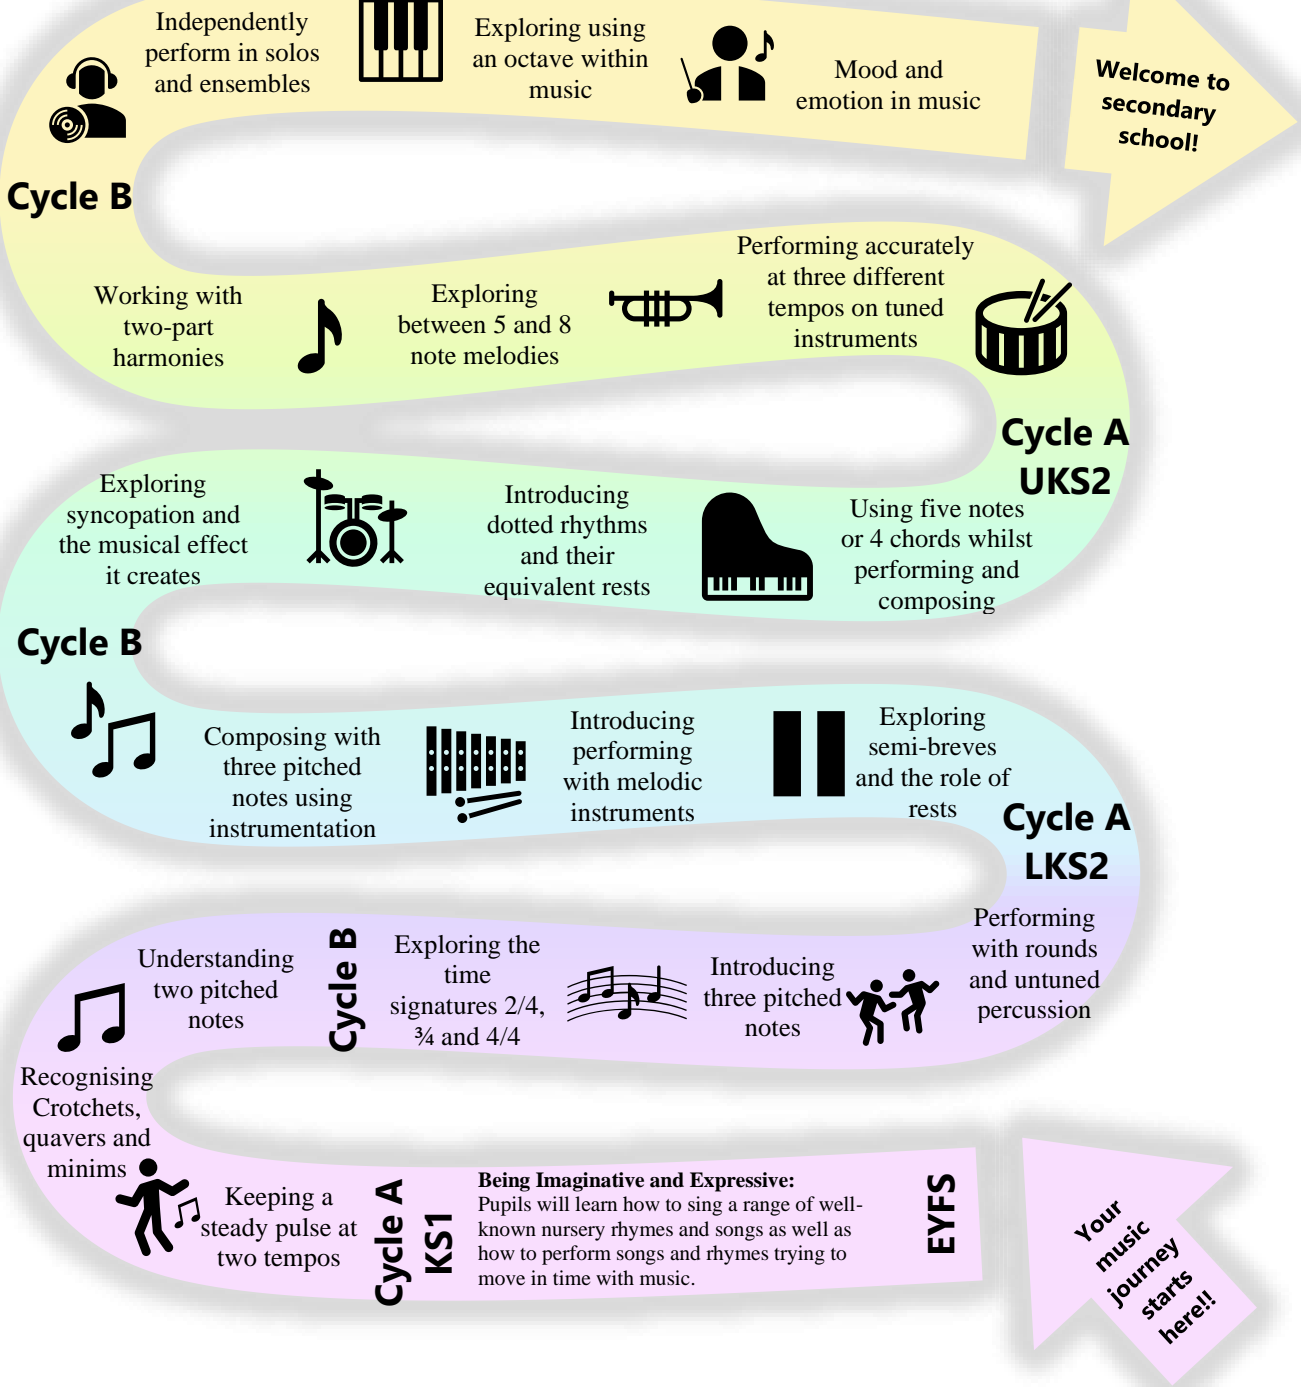 Independently
perform in solos
and ensembles
Exploring using
an octave within
music
Mood and
emotion in music
Welcome to
secondary
school!
Cycle B
Working with
two-part
harmonies
Exploring
between 5 and 8
note melodies
Performing accurately
at three different
tempos on tuned
instruments
Cycle A
UKS2
Exploring
syncopation and
the musical effect
it creates
Introducing
dotted rhythms
and their
equivalent rests
Using five notes
or 4 chords whilst
performing and
composing
Cycle B
Composing with
three pitched
notes using
instrumentation
Introducing
performing
with melodic
instruments
Exploring
semi-breves
and the role of
rests
Cycle A
LKS2
Understanding
two pitched
notes
Cycle B
Exploring the
time
signatures 2/4,
¾ and 4/4
Introducing
three pitched
notes
Performing
with rounds
and untuned
percussion
Recognising
Crotchets,
quavers and
minims
Keeping a
steady pulse at
two tempos
Cycle A
KS1
Being Imaginative and Expressive:
Pupils will learn how to sing a range of well-
known nursery rhymes and songs as well as
how to perform songs and rhymes trying to
move in time with music.
EYFS
Your
music
journey
starts
here!!